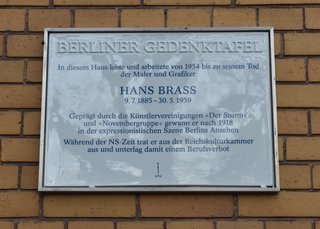 BERLINER GEDENKTAFEL
In diesem Haus lebte und arbeitete von 1954 bis zu seinem Tod
der Maler und Grafiker
HANS BRASS
9. 7. 1885 – 30. 5. 1959
Geprägt durch die Künstlervereinigungen »Der Sturm«
und »Novembergruppe« gewann er nach 1918
in der expressionistischen Szene Berlins Ansehen
Während der NS-Zeit trat er aus der Reichskulturkammer
aus und unterlag damit einem Berufsverbot